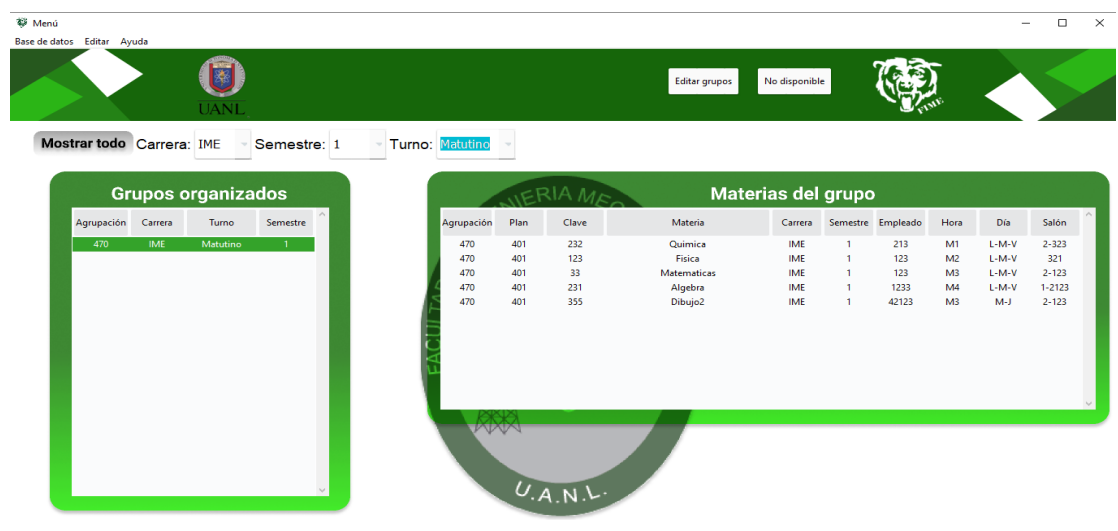 Menú
Base de datos Editar Ayuda
UANL
Editar grupos No disponible
FIME
Mostrar todo Carrera: IME Semestre: 1 Turno: Matutino
Grupos organizados
Agrupación Carrera Turno Semestre
470 IME Matutino 1
Materias del grupo
Agrupación Plan Clave Materia Carrera Semestre Empleado Hora Día Salón
470 401 232 Quimica IME 1 213 M1 L-M-V 2-323
470 401 123 Fisica IME 1 123 M2 L-M-V 321
470 401 33 Matematicas IME 1 123 M3 L-M-V 2-123
470 401 231 Algebra IME 1 1233 M4 L-M-V 1-2123
470 401 355 Dibujo2 IME 1 42123 M3 M-J 2-123
FACULTAD
U.A.N.L.